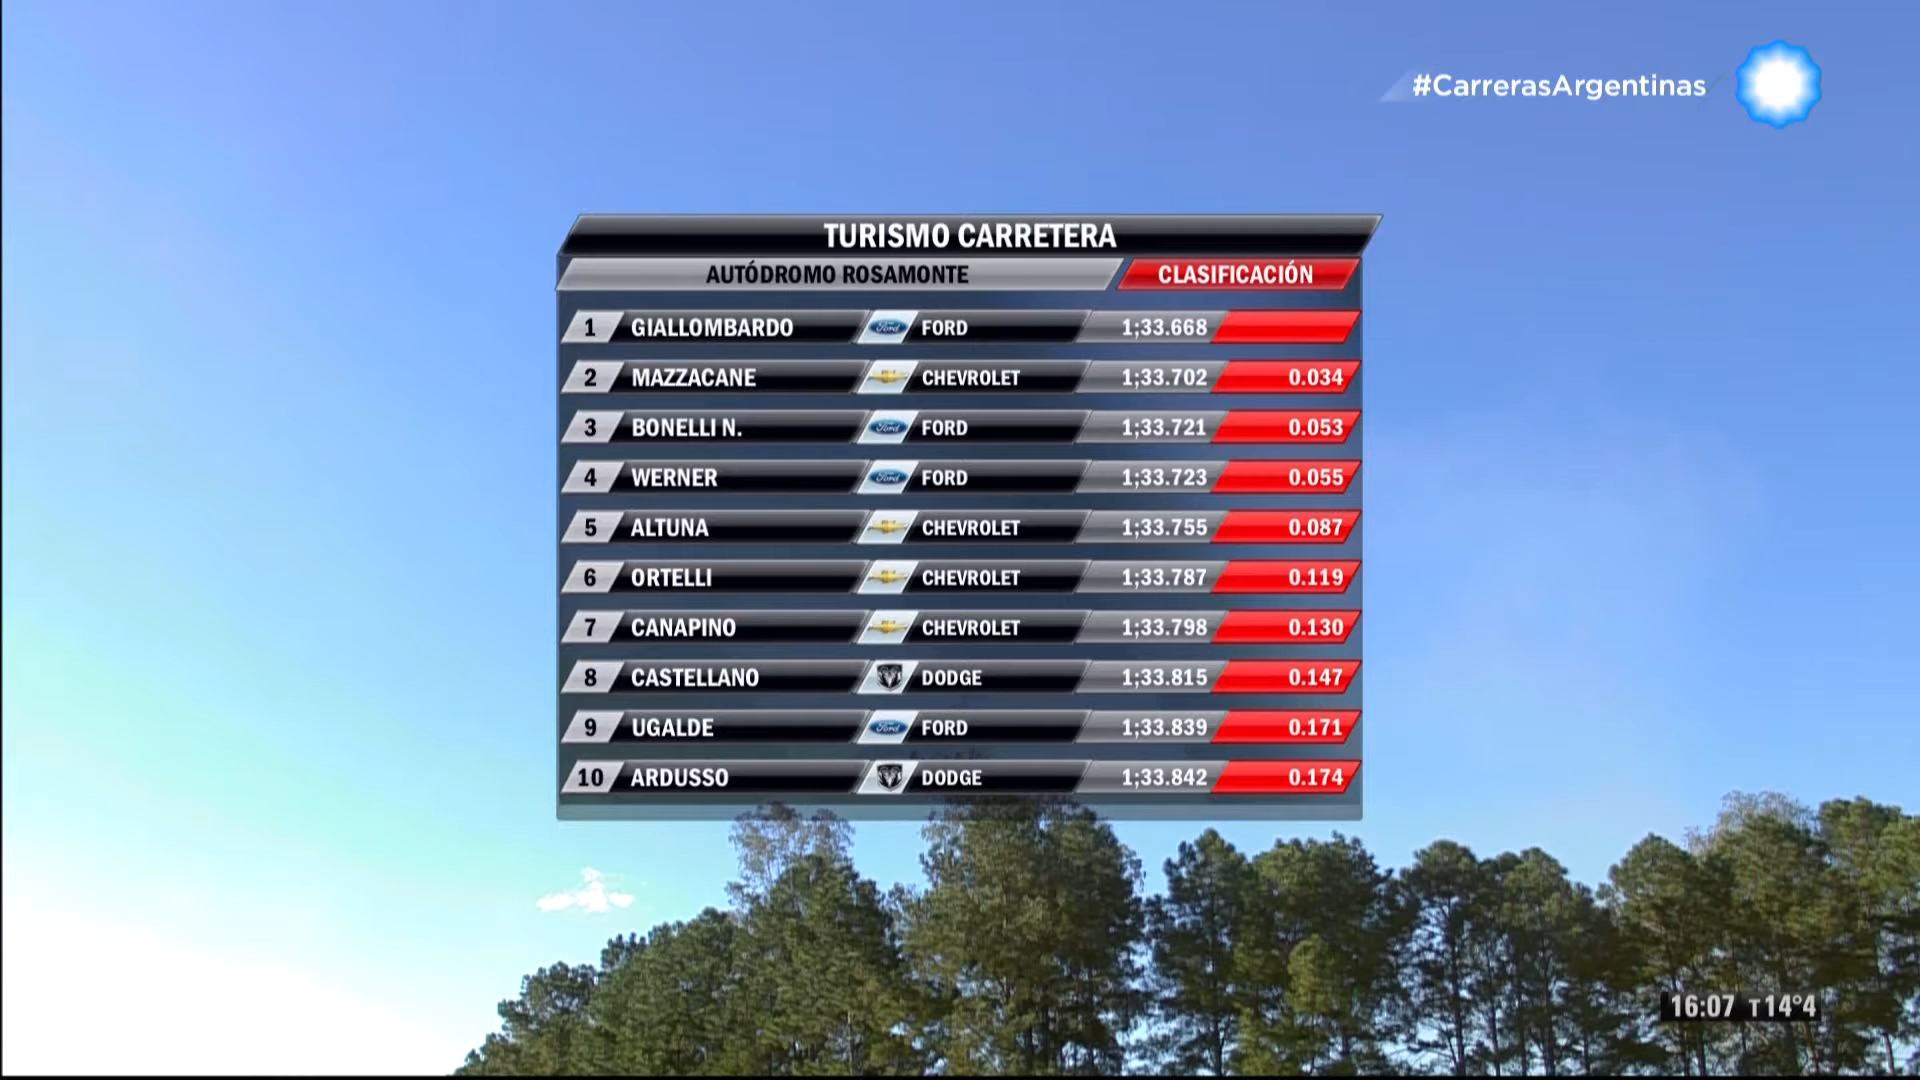 #CarrerasArgentinas
TURISMO CARRETERA
AUTÓDROMO ROSAMONTE CLASIFICACIÓN
1 GIALLOMBARDO Ford FORD 1;33.668
2 MAZZACANE CHEVROLET 1;33.702 0.034
3 BONELLI N. Ford FORD 1;33.721 0.053
4 WERNER Ford FORD 1;33.723 0.055
5 ALTUNA CHEVROLET 1;33.755 0.087
6 ORTELLI CHEVROLET 1;33.787 0.119
7 CANAPINO CHEVROLET 1;33.798 0.130
8 CASTELLANO DODGE 1;33.815 0.147
9 UGALDE Ford FORD 1;33.839 0.171
10 ARDUSSO DODGE 1;33.842 0.174
16:07 T14°4